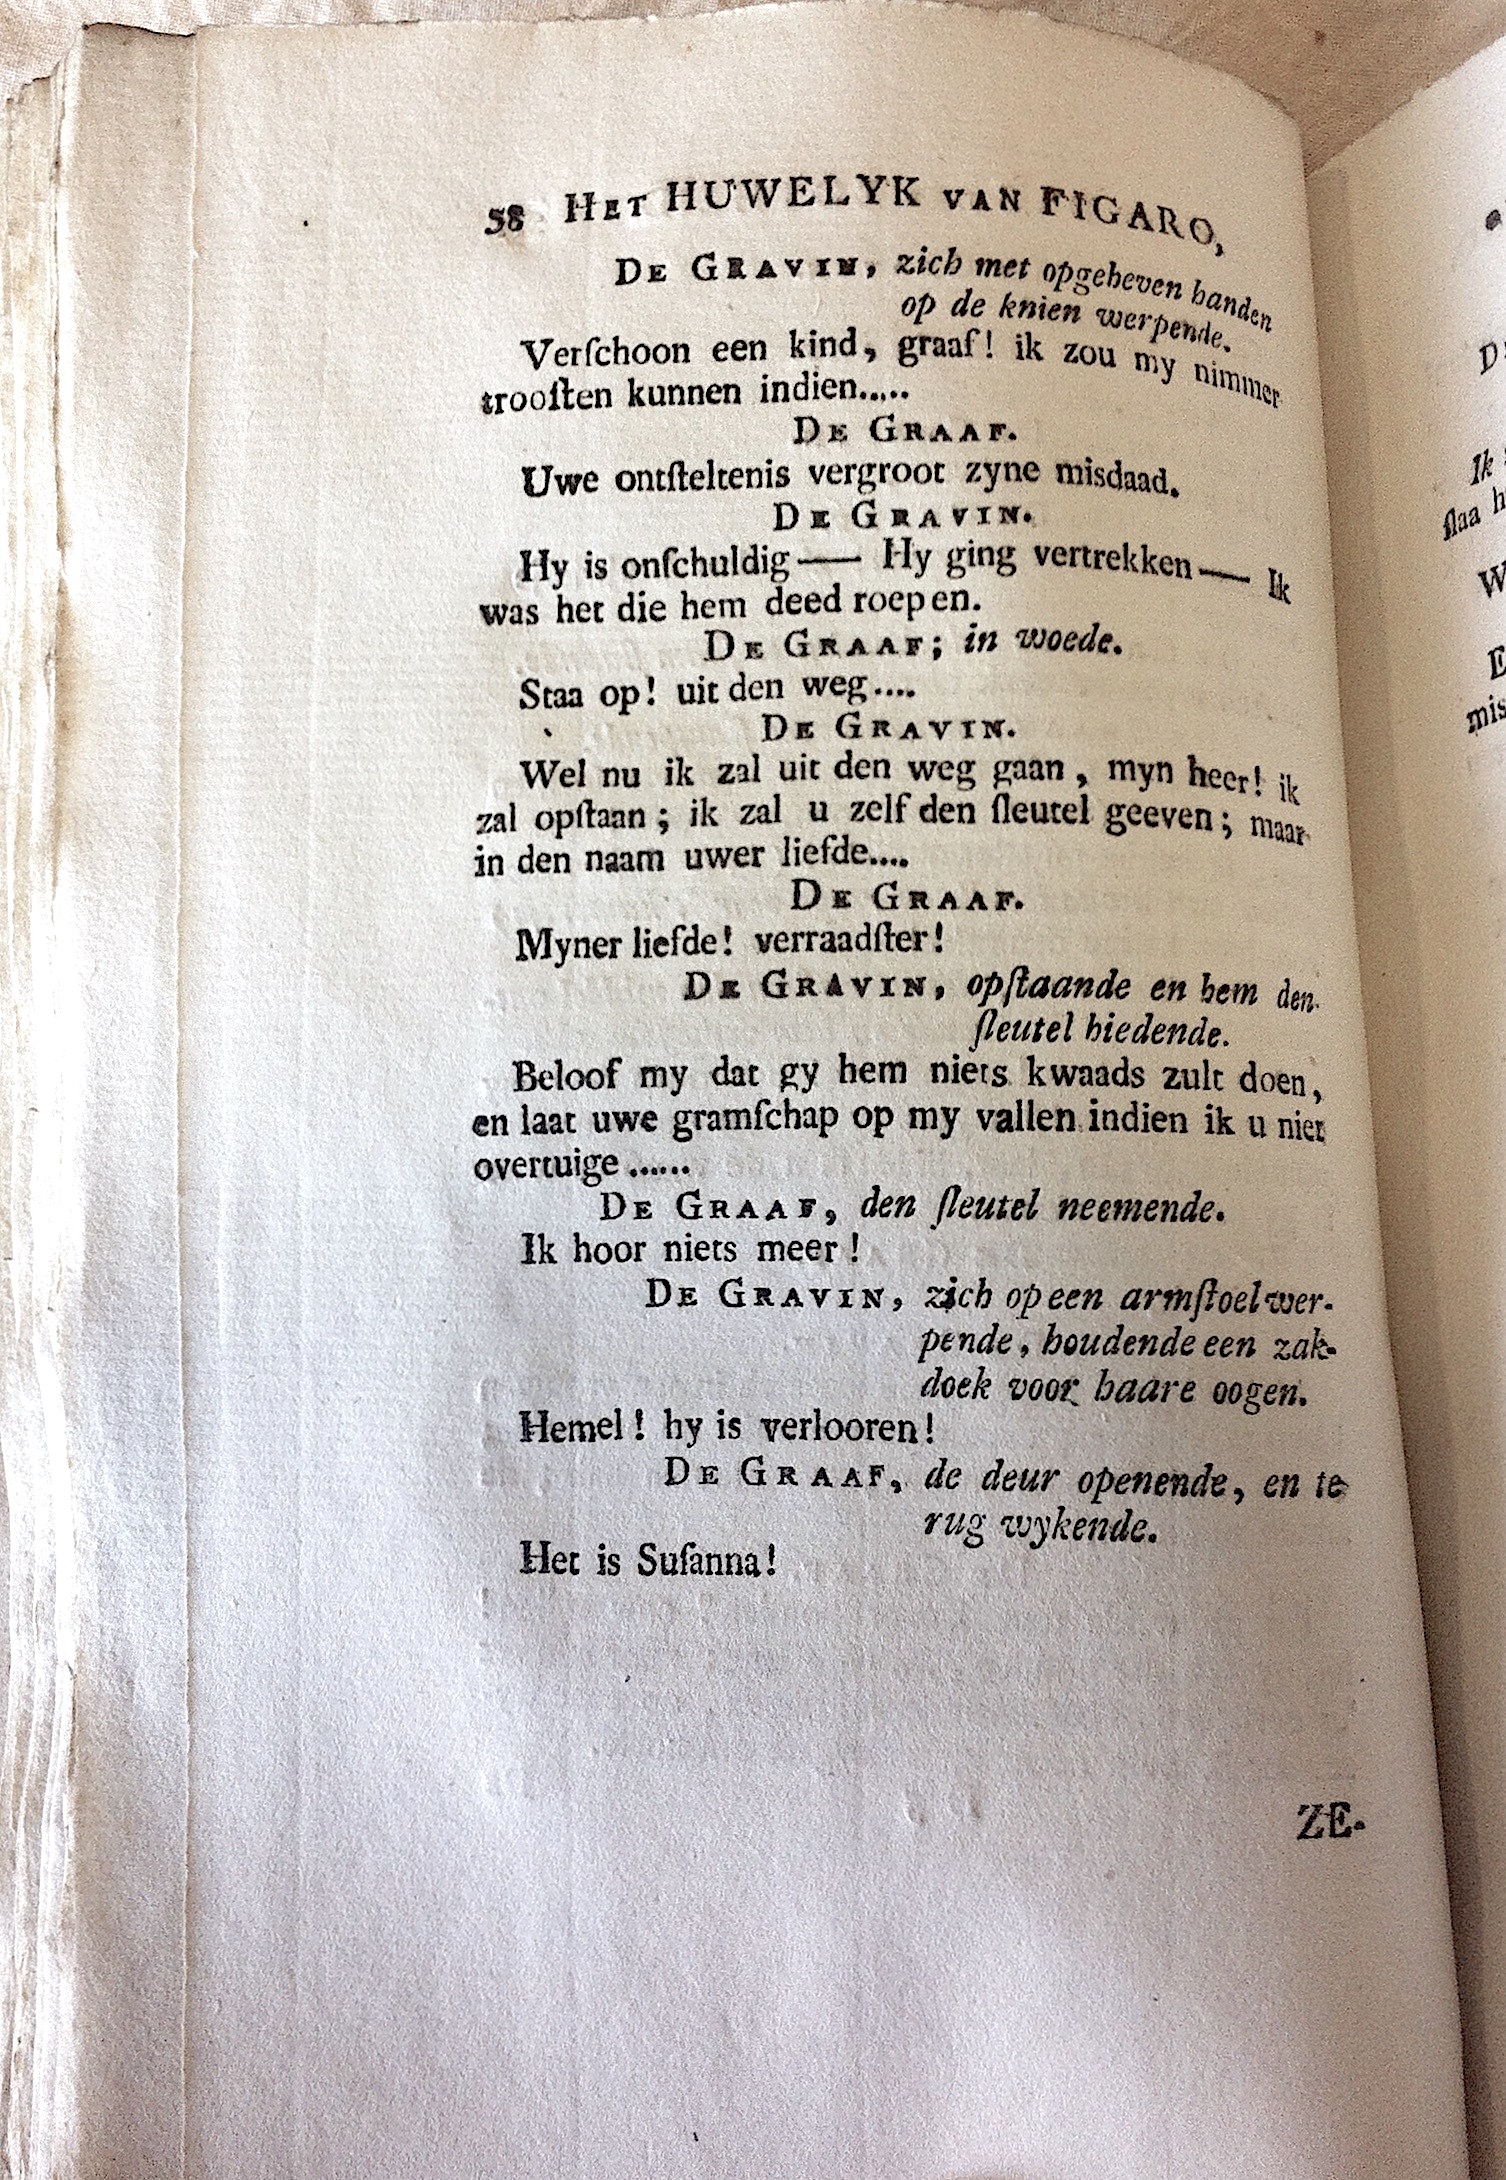 58 HET HUWELYK VAN FIGARO,
DE GRAVIN, zich met opgeheven handen
op de knien werpende.
Verſchoon een kind, graaf! ik zou my nimmer
trooſten kunnen indien.....
DE GRAAF.
Uwe ontſteltenis vergroot zyne misdaad.
DE GRAVIN.
Hy is onſchuldig — Hy ging vertrekken — Ik
was het die hem deed roepen.
DE GRAAF; in woede.
Staa op! uit den weg....
DE GRAVIN.
Wel nu ik zal uit den weg gaan, myn heer! ik
zal opſtaan; ik zal u zelf den ſleutel geeven; maar
in den naam uwer liefde....
DE GRAAF.
Myner liefde! verraadſter!
DE GRAVIN, opſtaande en hem den
ſleutel biedende.
Beloof my dat gy hem niets kwaads zult doen,
en laat uwe gramſchap op my vallen indien ik u niet
overtuige ......
DE GRAAF, den ſleutel neemende.
Ik hoor niets meer!
DE GRAVIN, zich op een armſtoel wer-
pende, houdende een zak-
doek voor haare oogen.
Hemel! hy is verlooren!
DE GRAAF, de deur openende, en te
rug wykende.
Het is Suſanna!
ZE-
Ik
ſlaa h
W
E
mis